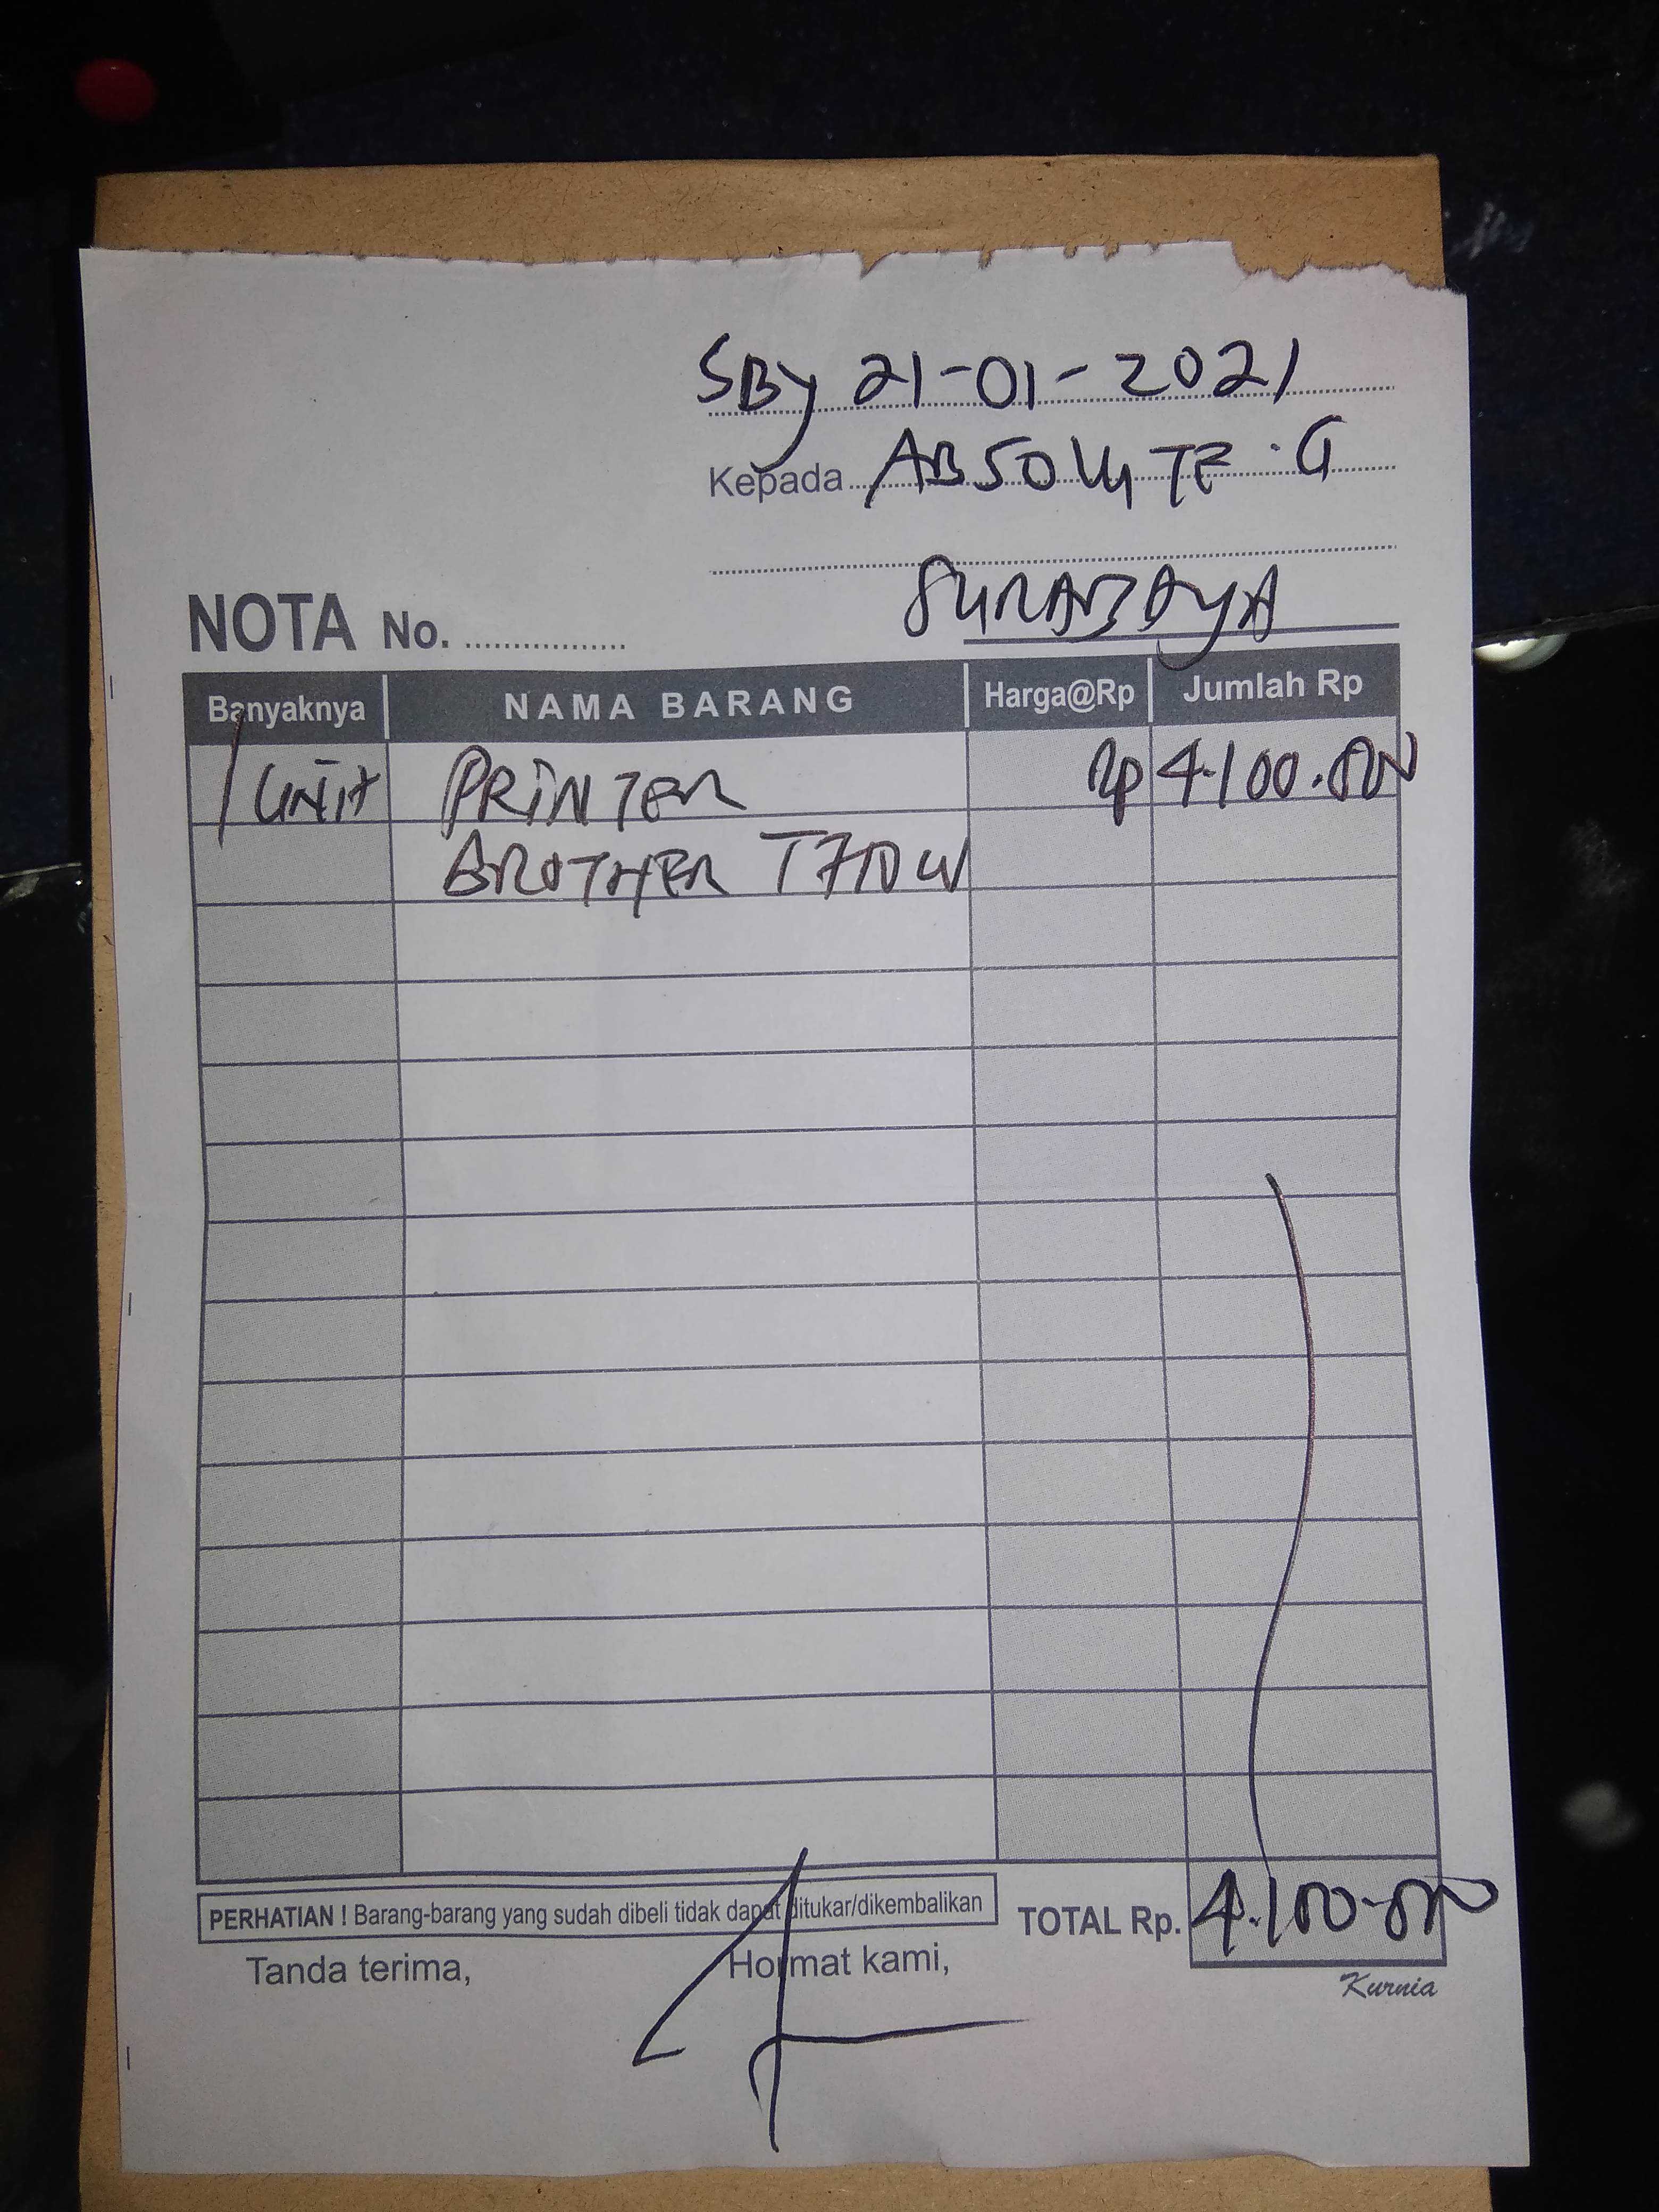 SBY 21-01-2021
Kepada ABSOLUTE.G
SURABAYA
NOTA No. .................
Banyaknya NAMA BARANG Harga@Rp Jumlah Rp
1 UNIT PRINTER Rp 4.100.000
BROTHER T710W
PERHATIAN ! Barang-barang yang sudah dibeli tidak dapat ditukar/dikembalikan TOTAL Rp. 4.100.000
Tanda terima, Hormat kami,
Kurnia